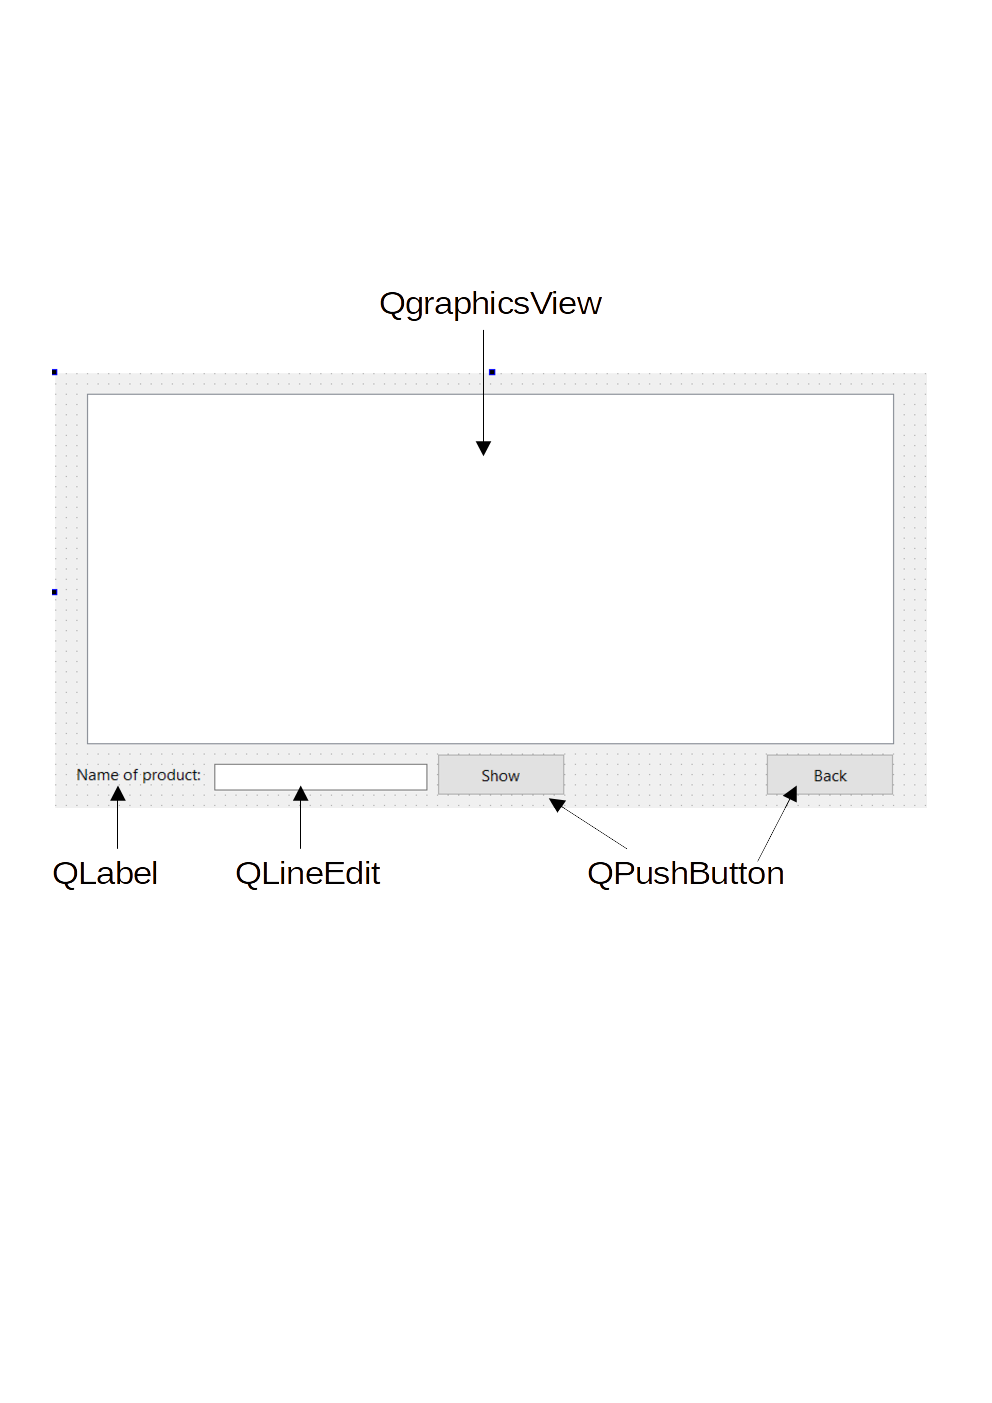 QgraphicsView
Name of product:
Show
Back
QLabel
QLineEdit
QPushButton